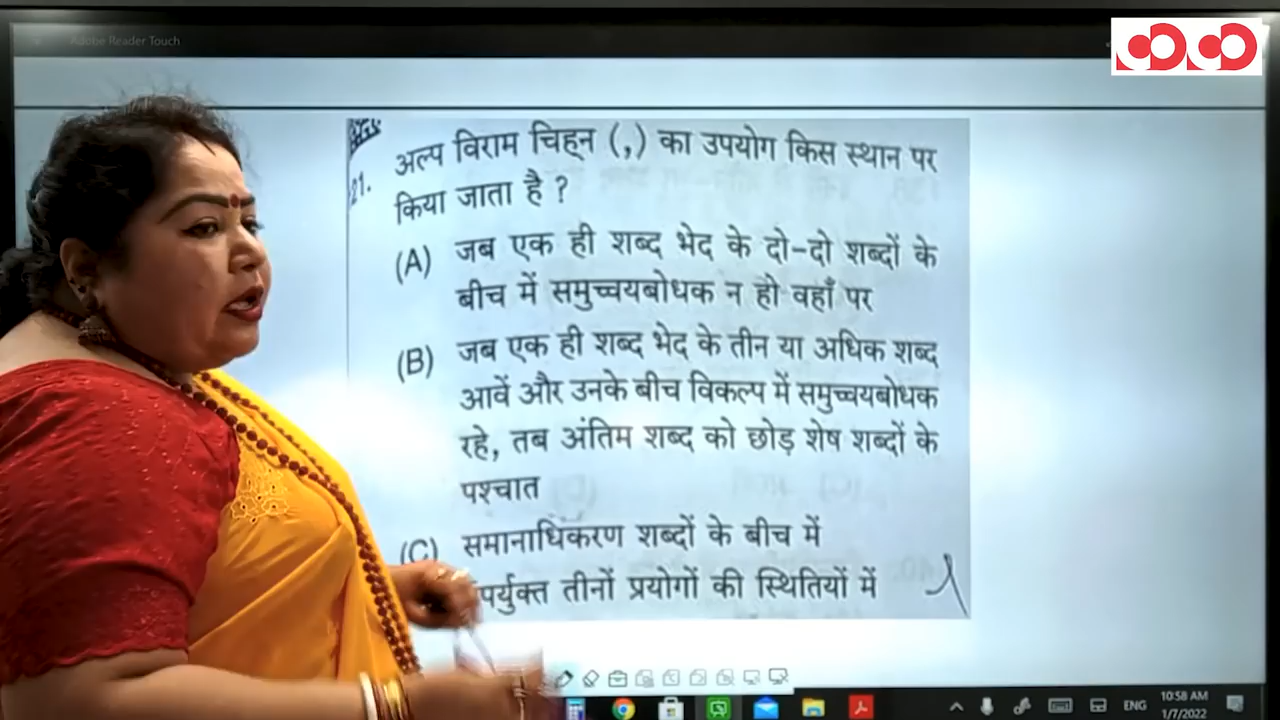 Adobe Reader Touch
21. अल्प विराम चिह्न (,) का उपयोग किस स्थान पर
किया जाता है ?
(A) जब एक ही शब्द भेद के दो-दो शब्दों के
बीच में समुच्चयबोधक न हो वहाँ पर
(B) जब एक ही शब्द भेद के तीन या अधिक शब्द
आवें और उनके बीच विकल्प में समुच्चयबोधक
रहे, तब अंतिम शब्द को छोड़ शेष शब्दों के
पश्चात
(C) समानाधिकरण शब्दों के बीच में
तीनों प्रयोगों की स्थितियों में
ENG
10:58 AM
1/7/2022